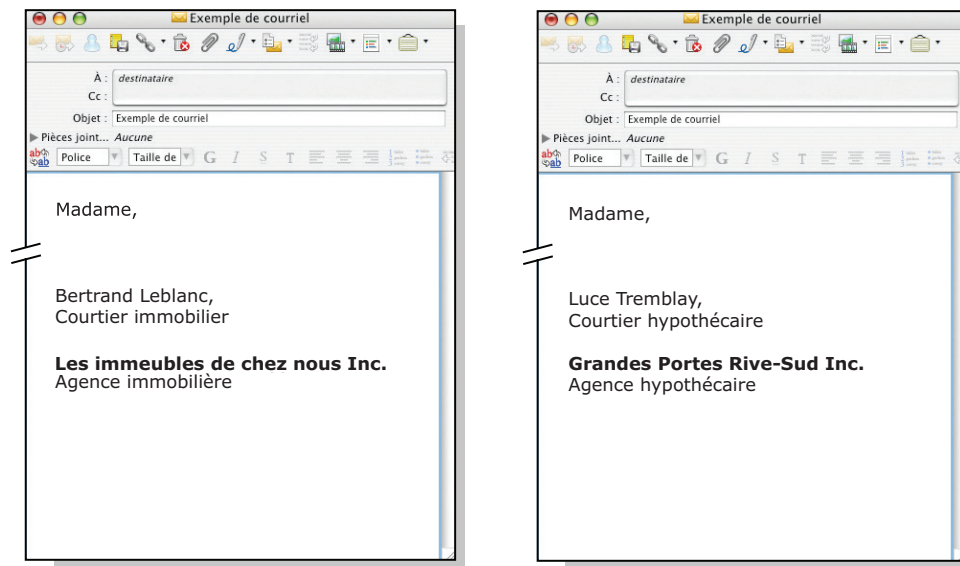 Exemple de courriel
À :
destinataire
Cc :
Objet : Exemple de courriel
Pièces joint... Aucune
Police
Taille de
G I S T
Madame,
Bertrand Leblanc,
Courtier immobilier
Les immeubles de chez nous Inc.
Agence immobilière
Exemple de courriel
À :
destinataire
Cc :
Objet : Exemple de courriel
Pièces joint... Aucune
Police
Taille de
G I S T
Madame,
Luce Tremblay,
Courtier hypothécaire
Grandes Portes Rive-Sud Inc.
Agence hypothécaire